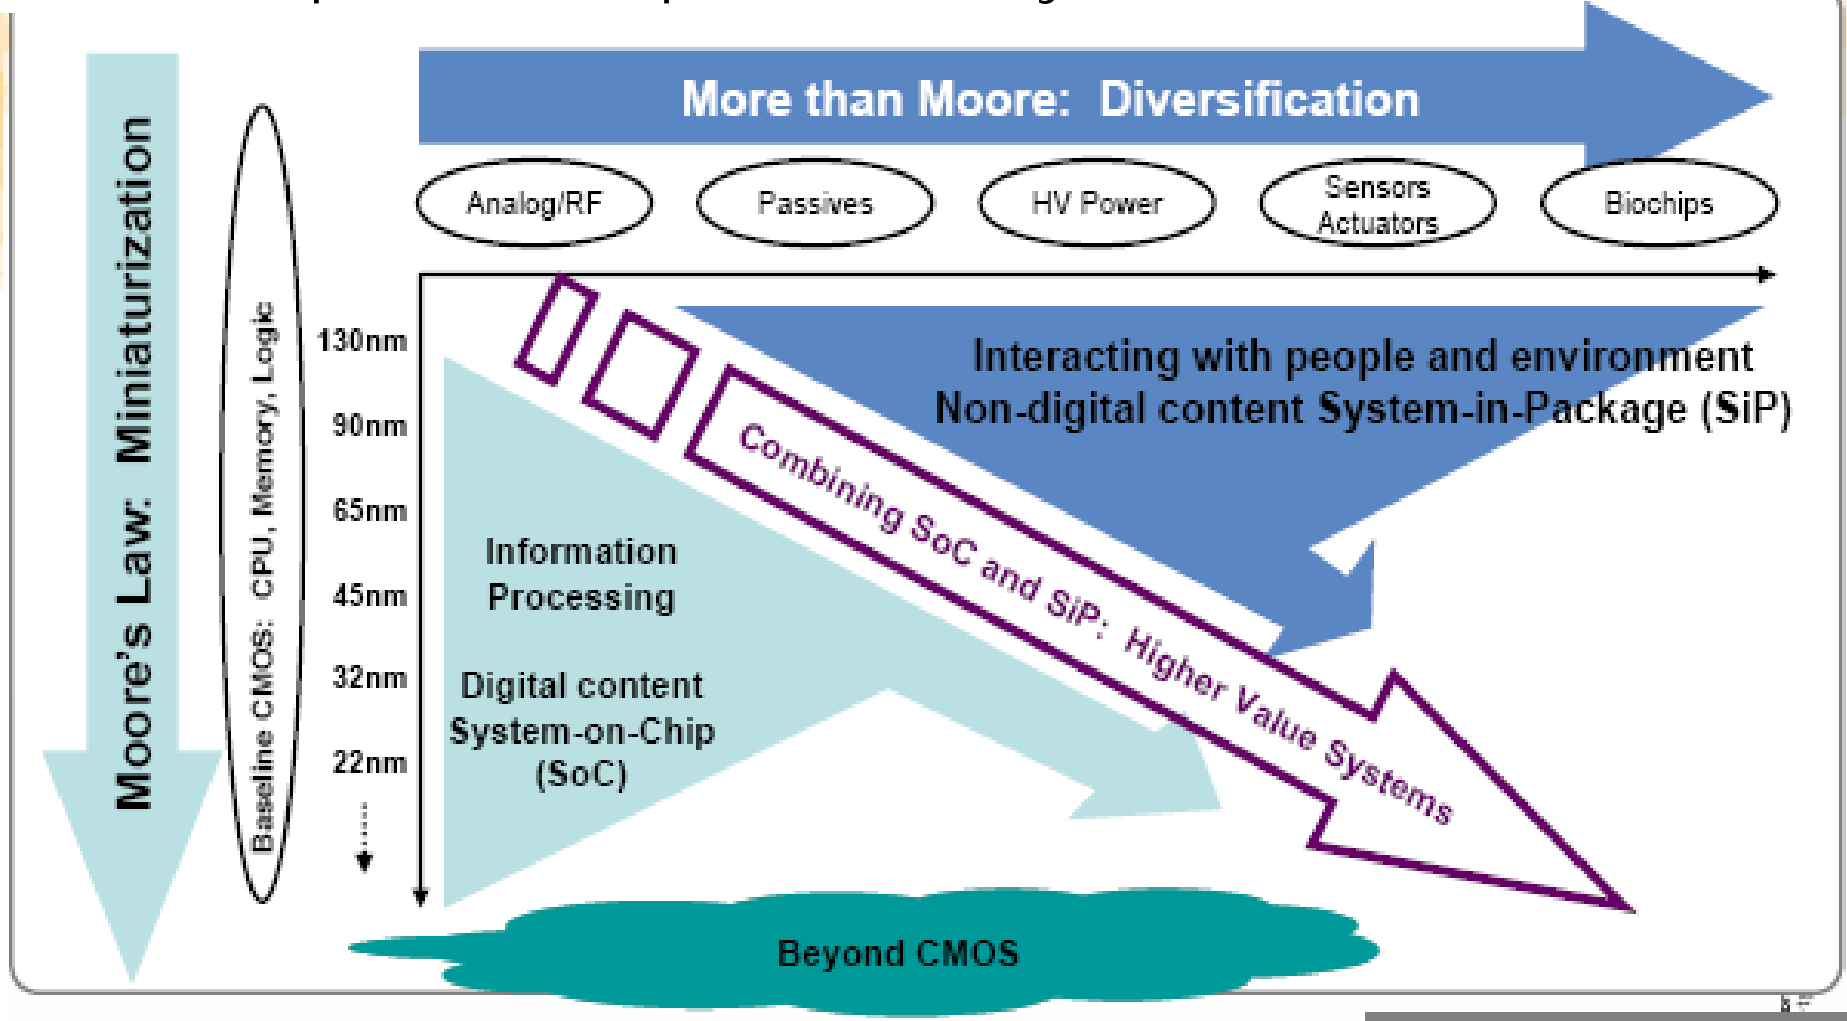 More than Moore: Diversification
Analog/RF
Passives
HV Power
Sensors
Actuators
Biochips
Moore's Law: Miniaturization
Baseline CMOS: CPU, Memory, Logic
130nm
90nm
65nm
45nm
32nm
22nm
Interacting with people and environment
Non-digital content System-in-Package (SiP)
Combining SoC and SiP: Higher Value Systems
Information
Processing
Digital content
System-on-Chip
(SoC)
Beyond CMOS